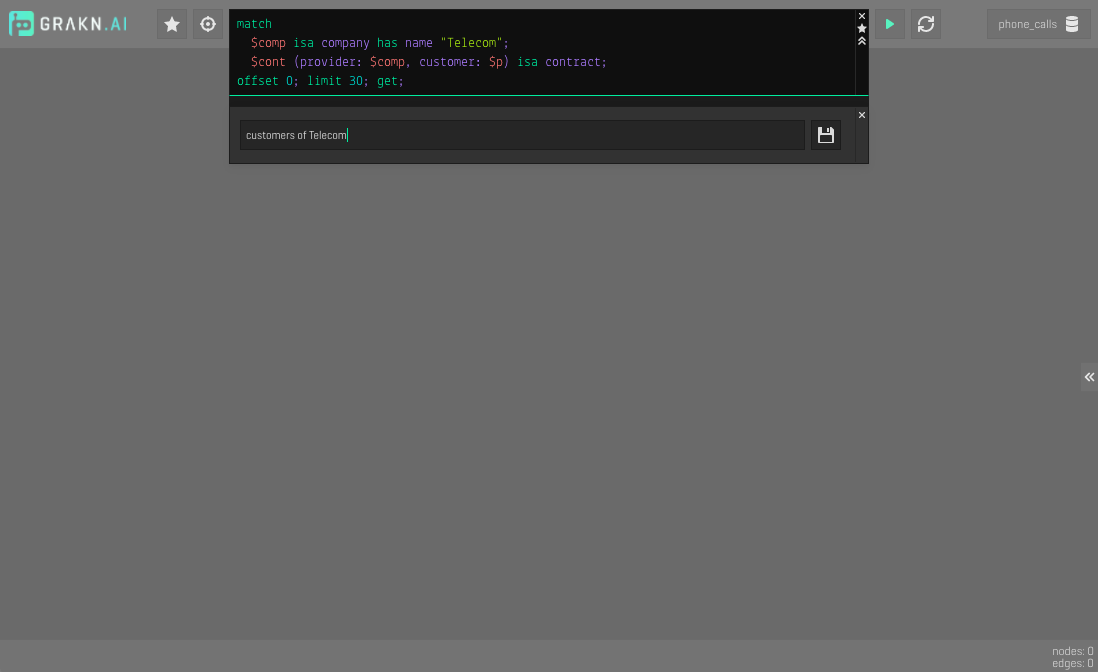 GRAKN.AI
match
$comp isa company has name "Telecom";
$cont (provider: $comp, customer: $p) isa contract;
offset 0; limit 30; get;
phone_calls
customers of Telecom
nodes: 0
edges: 0